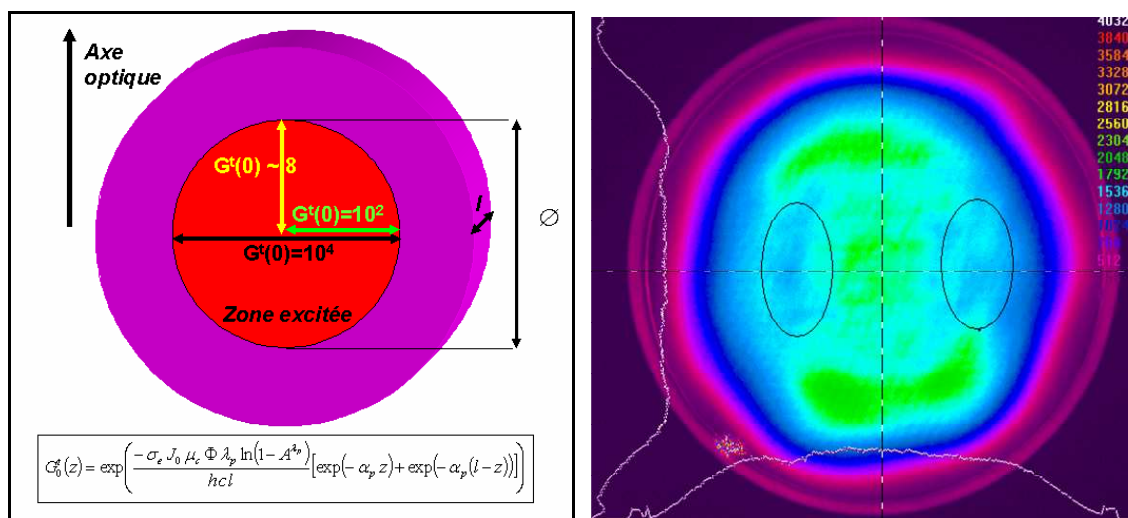 Axe
optique
G^t(0) ~ 8
G^t(0)=10^2
G^t(0)=10^4
Zone excitée
l
Ø
G_0^t(z) = exp( -σ_e J_0 μ_c Φ λ_p ln(1- A^{λ_p}) / hcl [exp(-α_p z) + exp(-α_p(l-z))] )
4032
3840
3584
3328
3072
2816
2560
2304
2048
1792
1536
1280
512